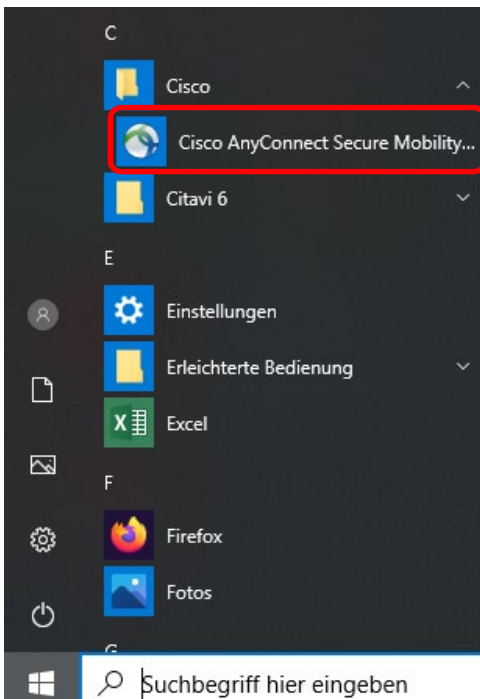 C
Cisco
Cisco AnyConnect Secure Mobility...
Citavi 6
E
Einstellungen
Erleichterte Bedienung
Excel
F
Firefox
Fotos
G
Suchbegriff hier eingeben